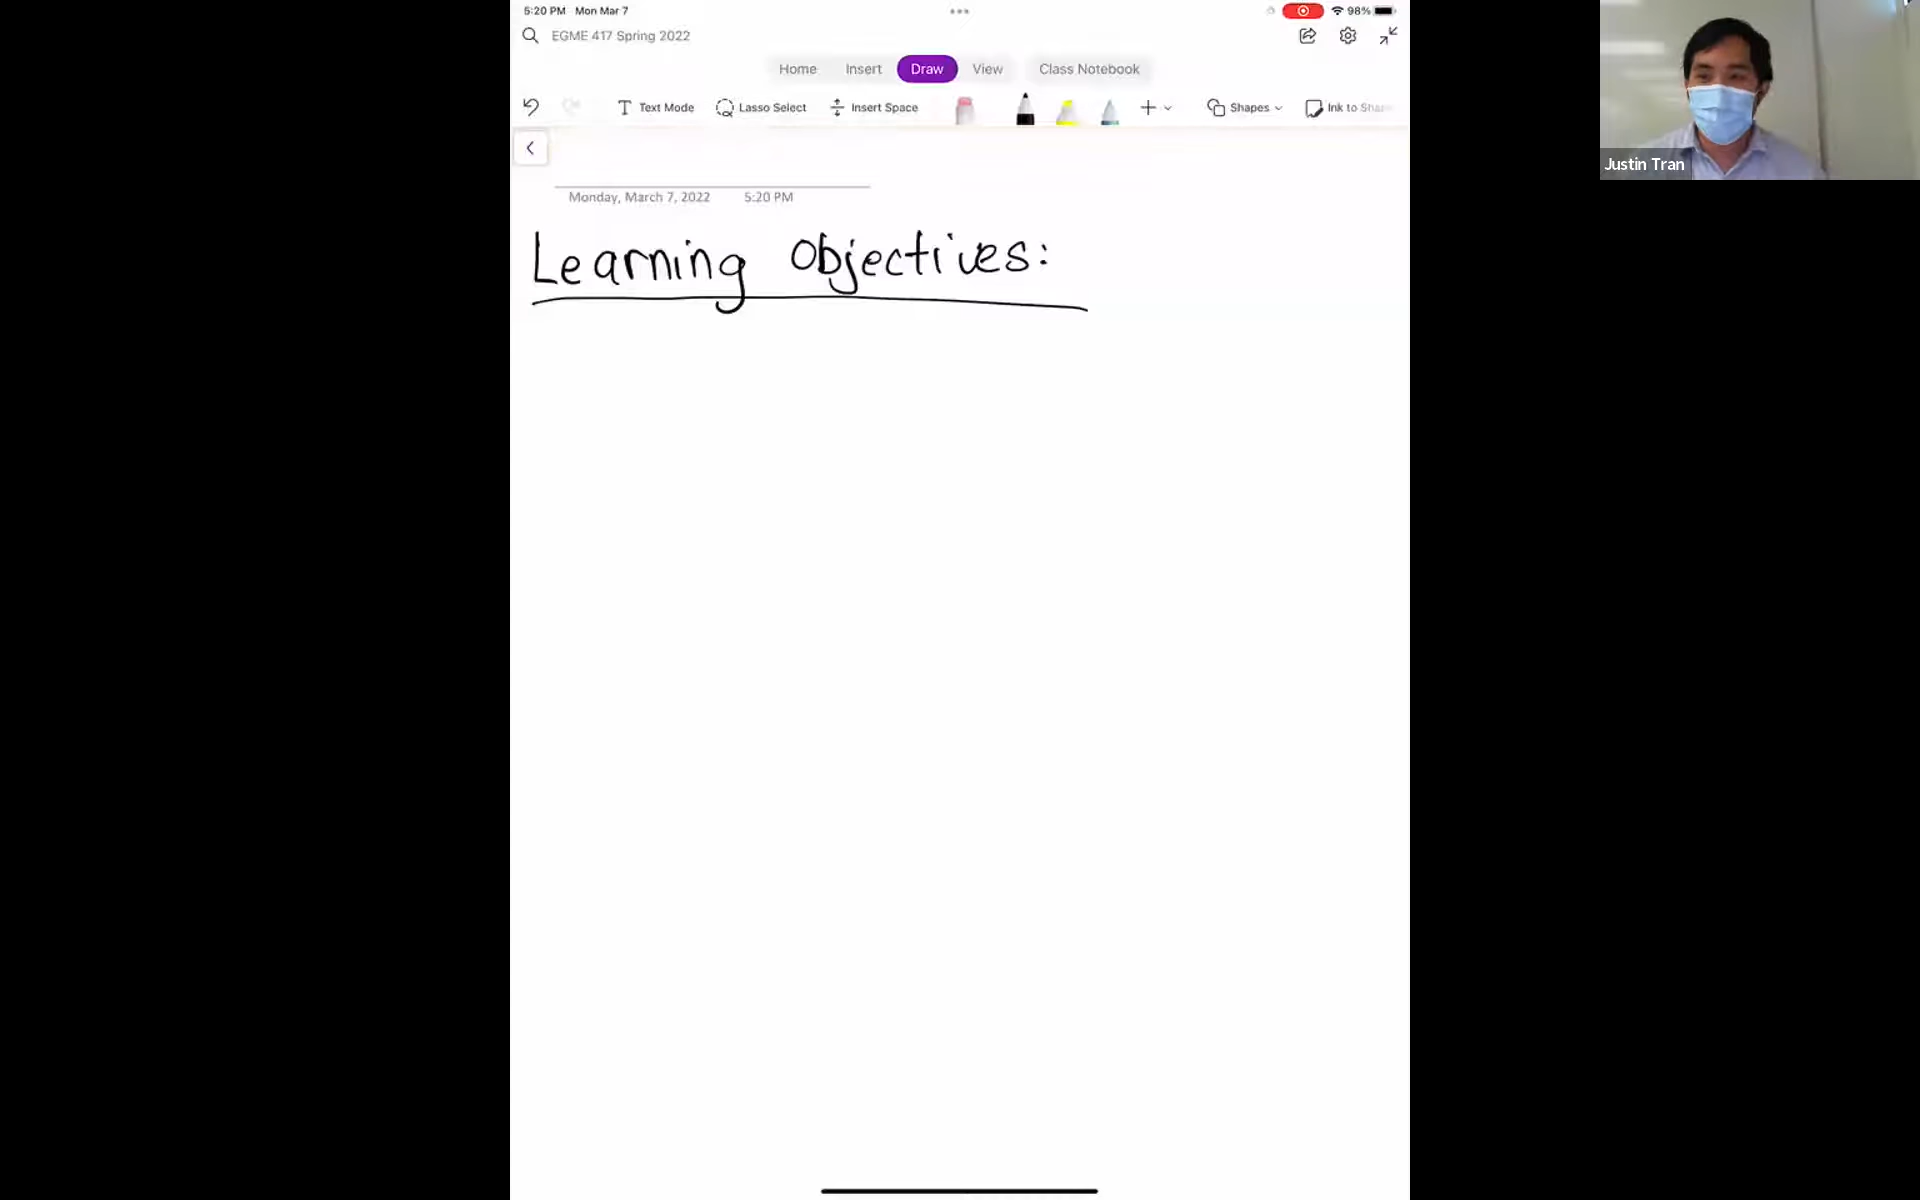 5:20 PM Mon Mar 7
98%
EGME 417 Spring 2022
Home Insert Draw View Class Notebook
Text Mode Lasso Select Insert Space Shapes Ink to Shape
Justin Tran
Monday, March 7, 2022 5:20 PM
Learning Objectives: